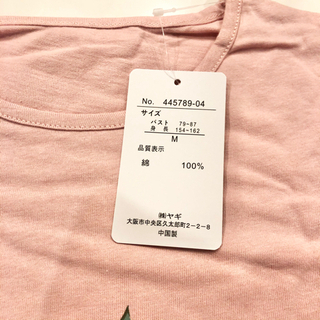 No. 445789-04
サイズ
バスト 79-87
身長 154-162
M
品質表示
綿 100%
㈱ヤギ
大阪市中央区久太郎町2-2-8
中国製